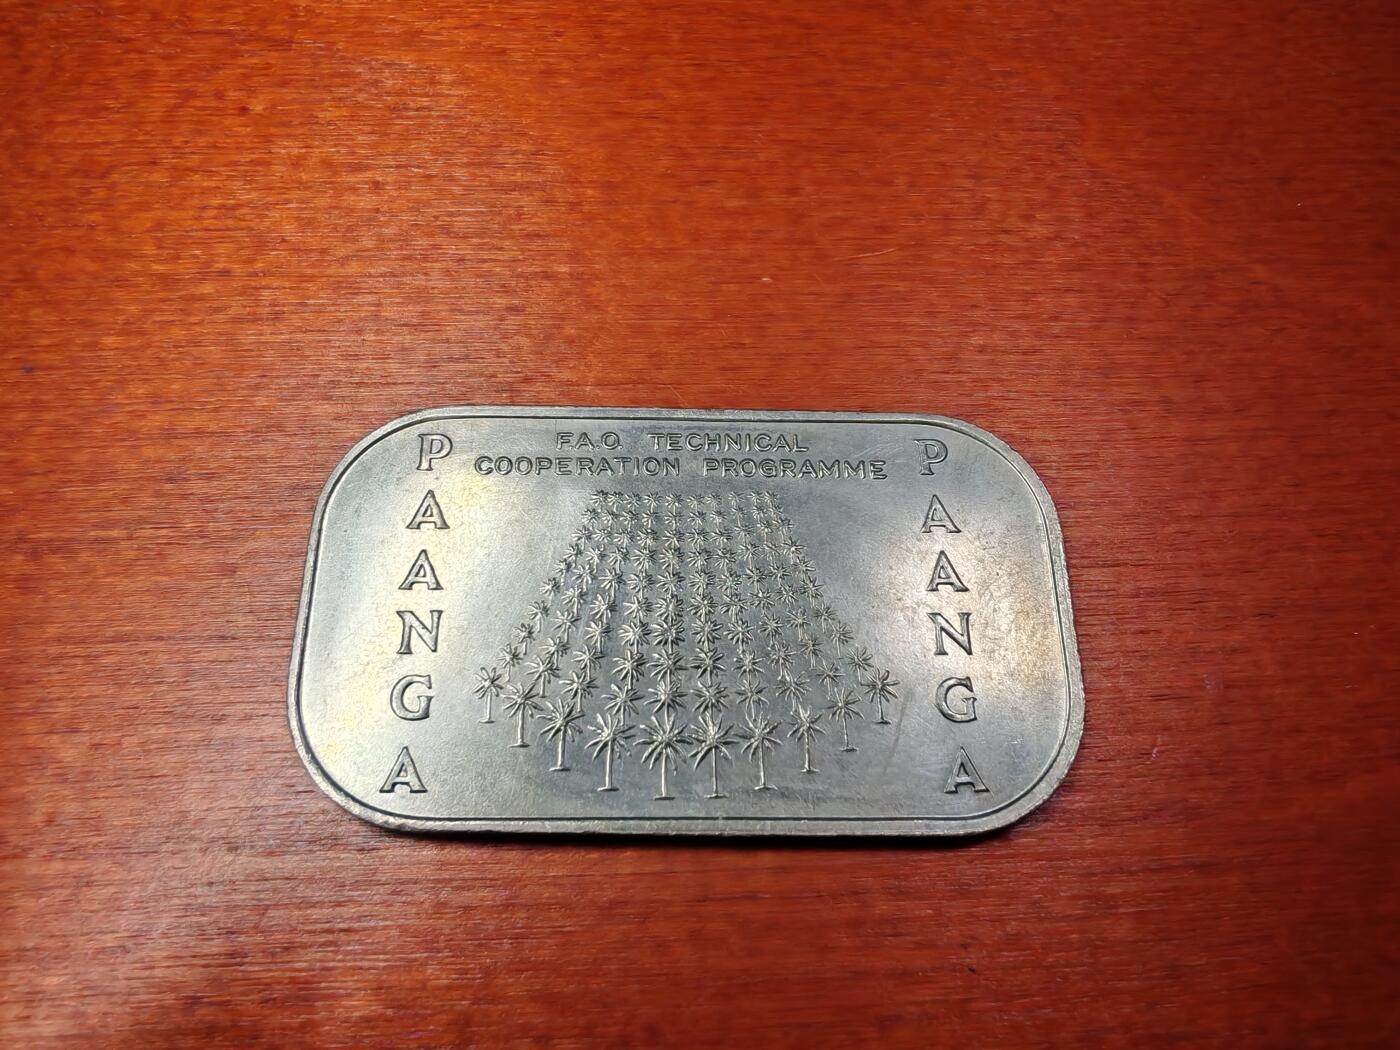 F.A.O. TECHNICAL
COOPERATION PROGRAMME
PAANGA
PAANGA